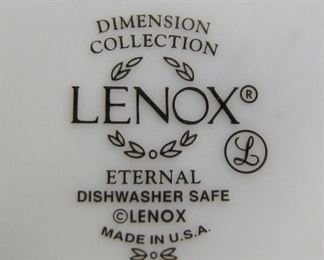 DIMENSION
COLLECTION
LENOX®
L
ETERNAL
DISHWASHER SAFE
©LENOX
MADE IN U.S.A.